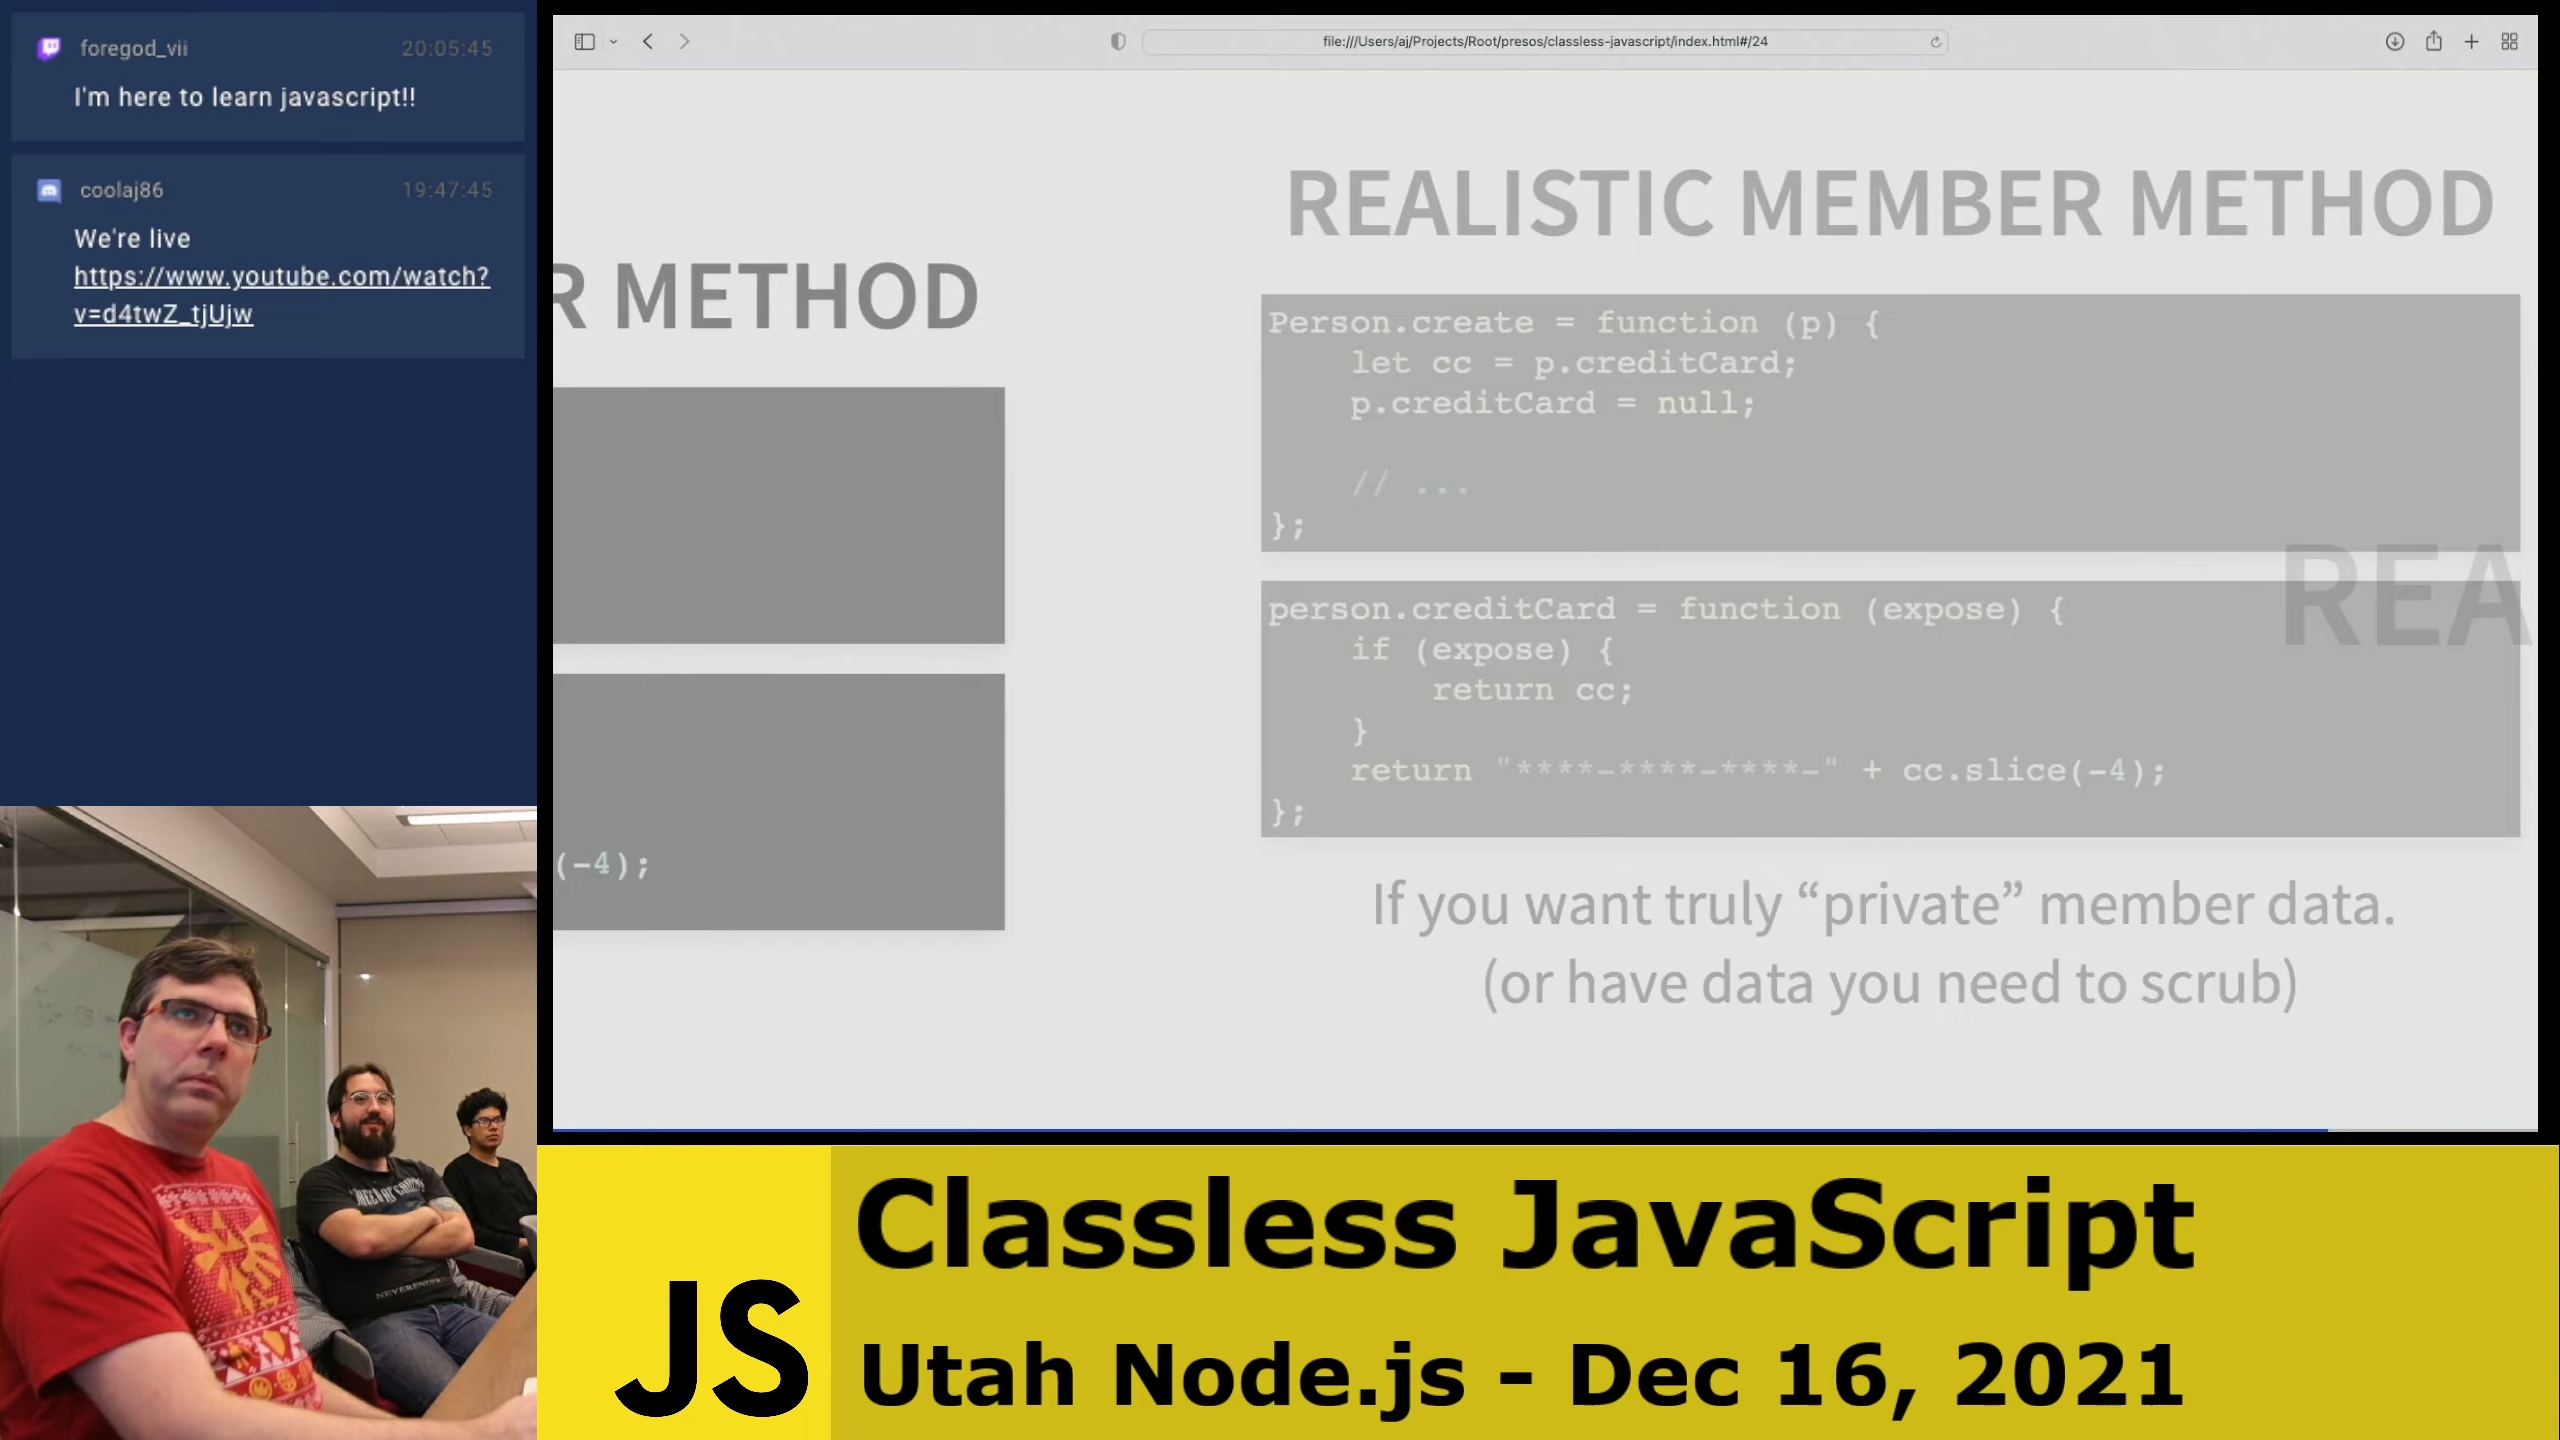 foregod_vii 20:05:45
I'm here to learn javascript!!
coolaj86 19:47:45
We're live
https://www.youtube.com/watch?
v=d4twZ_tjUjw
file:///Users/aj/Projects/Root/presos/classless-javascript/index.html#/24
R METHOD
(-4);
REALISTIC MEMBER METHOD
Person.create = function (p) {
let cc = p.creditCard;
p.creditCard = null;
// ...
};
REA
person.creditCard = function (expose) {
if (expose) {
return cc;
}
return "****-****-****-" + cc.slice(-4);
};
If you want truly “private” member data.
(or have data you need to scrub)
NEVERENDER
JS
Classless JavaScript
Utah Node.js - Dec 16, 2021